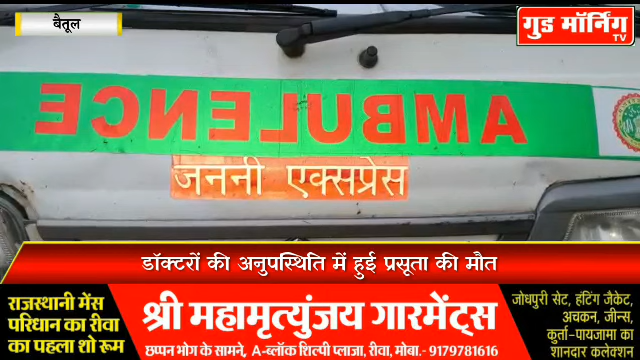 बैतूल
गुड मॉर्निंग
TV
AMBULENCE
जननी एक्सप्रेस
डॉक्टरों की अनुपस्थिति में हुई प्रसूता की मौत
राजस्थानी मेंस
परिधान का रीवा
का पहला शो रूम
श्री महामृत्युंजय गारमेंट्स
छप्पन भोग के सामने, A-ब्लॉक शिल्पी प्लाजा, रीवा, मोबा.- 9179781616
जोधपुरी सेट, हंटिंग जैकेट,
अचकन, जीन्स,
कुर्ता-पायजामा का
शानदार कलेक्शन